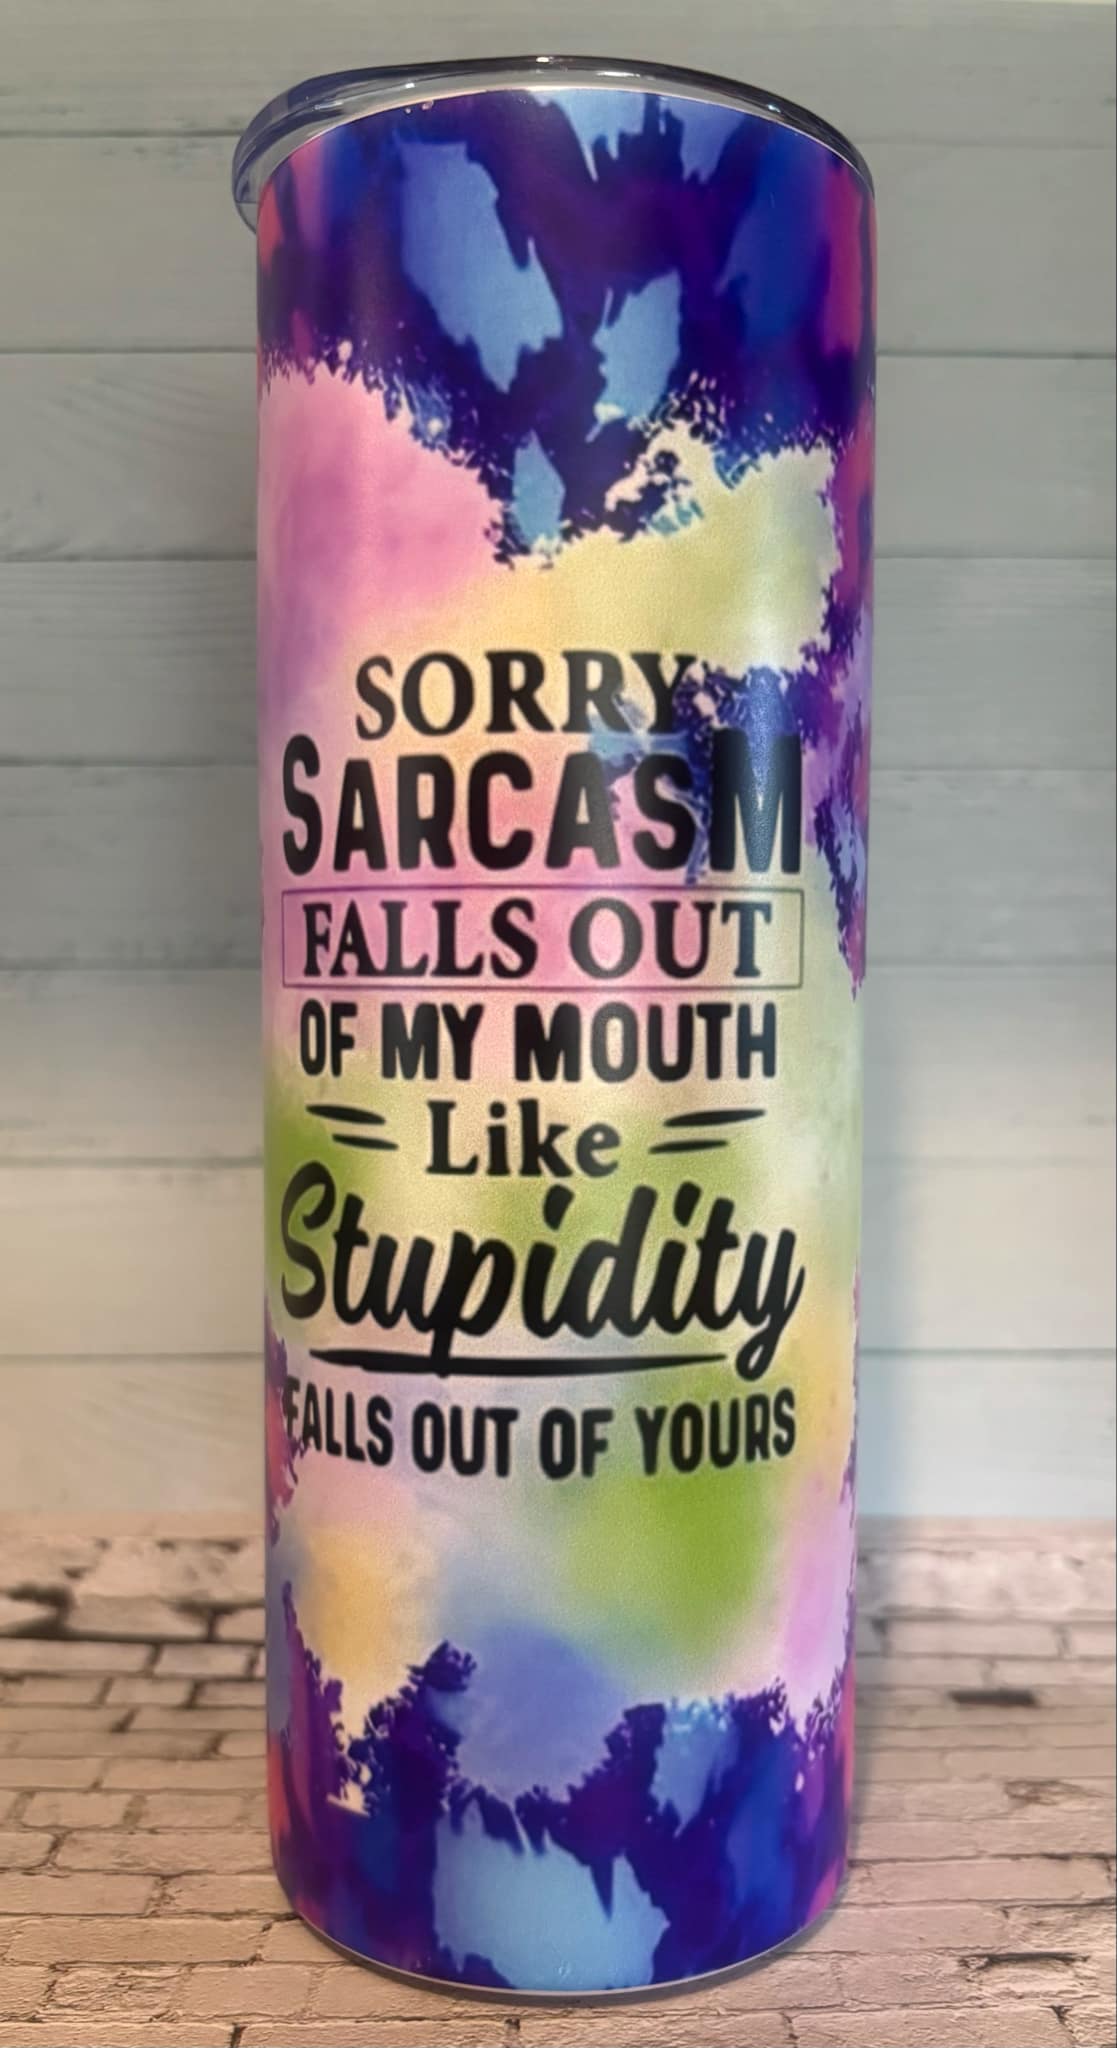 SORRY
SARCASM
FALLS OUT
OF MY MOUTH
Like
Stupidity
FALLS OUT OF YOURS